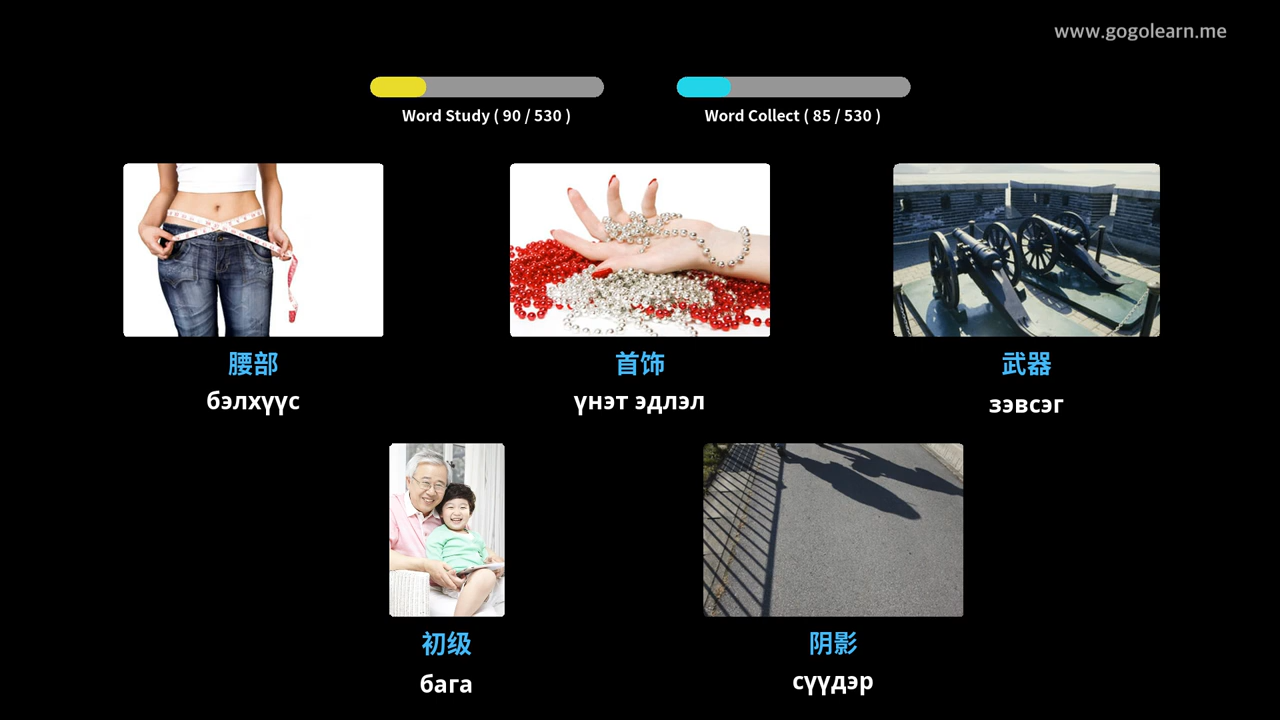 www.gogolearn.me
Word Study ( 90 / 530 )
Word Collect ( 85 / 530 )
腰部
бэлхүүс
首饰
үнэт эдлэл
武器
зэвсэг
初级
бага
阴影
сүүдэр